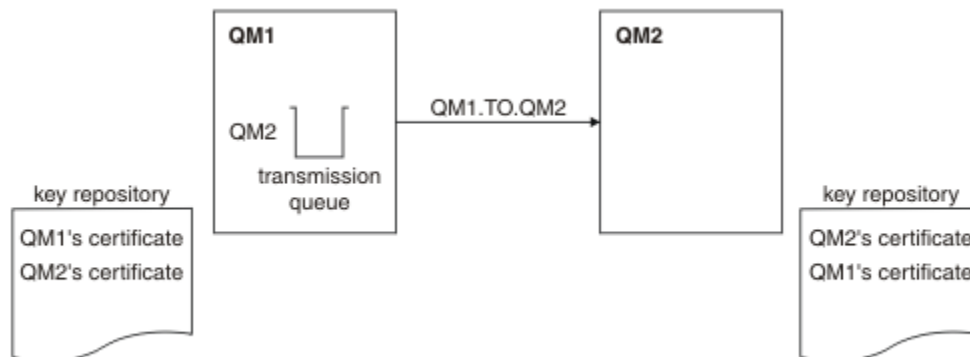 QM1
QM2
QM1.TO.QM2
QM2
transmission
queue
key repository
QM1's certificate
QM2's certificate
key repository
QM2's certificate
QM1's certificate